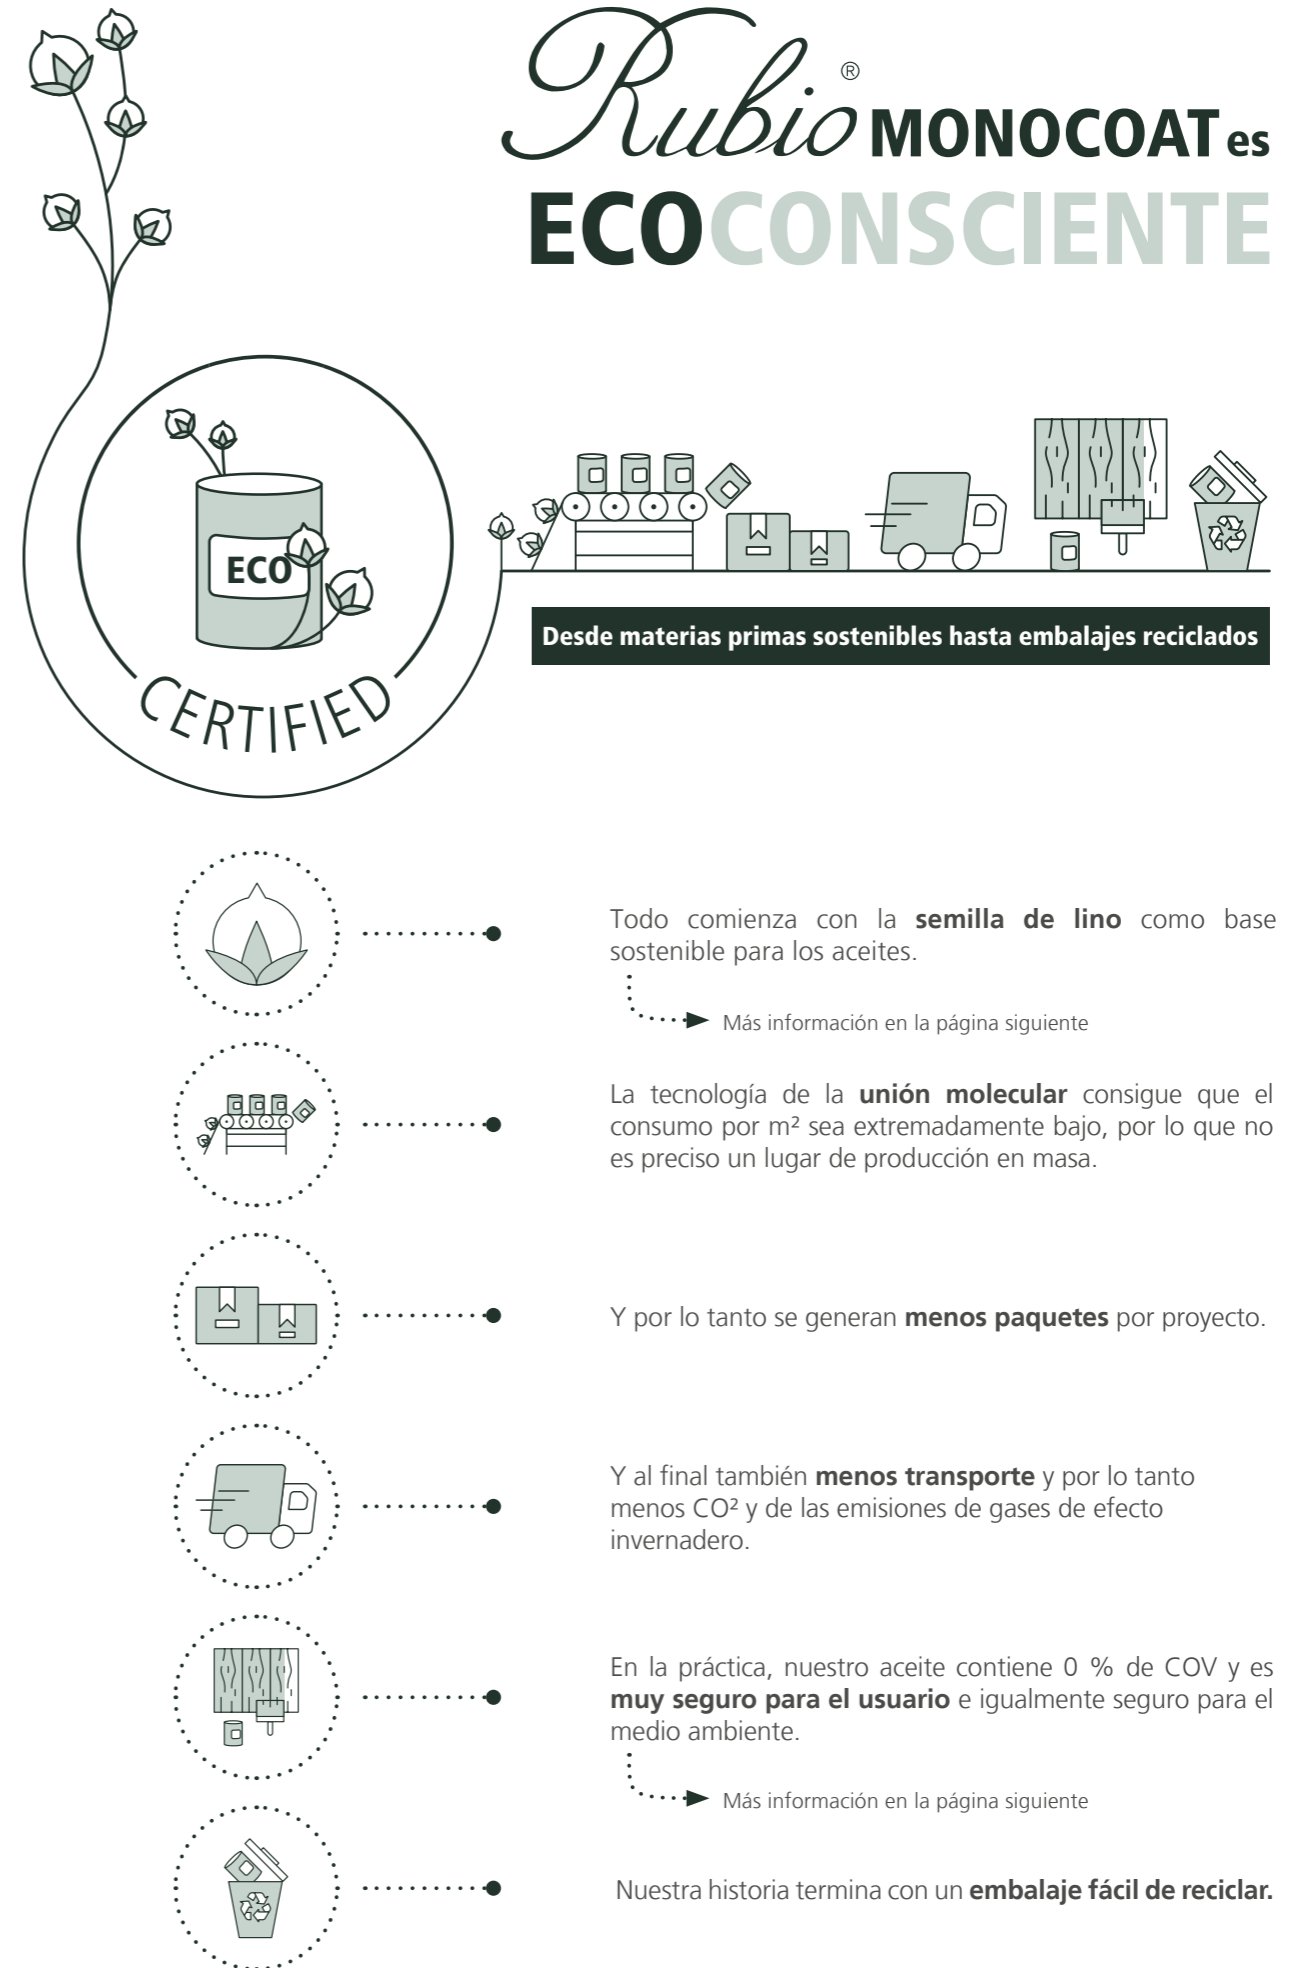 Rubio® MONOCOAT es
ECOCONSCIENTE
ECO
CERTIFIED
Desde materias primas sostenibles hasta embalajes reciclados
Todo comienza con la semilla de lino como base
sostenible para los aceites.
Más información en la página siguiente
La tecnología de la unión molecular consigue que el
consumo por m² sea extremadamente bajo, por lo que no
es preciso un lugar de producción en masa.
Y por lo tanto se generan menos paquetes por proyecto.
Y al final también menos transporte y por lo tanto
menos CO² y de las emisiones de gases de efecto
invernadero.
En la práctica, nuestro aceite contiene 0 % de COV y es
muy seguro para el usuario e igualmente seguro para el
medio ambiente.
Más información en la página siguiente
Nuestra historia termina con un embalaje fácil de reciclar.